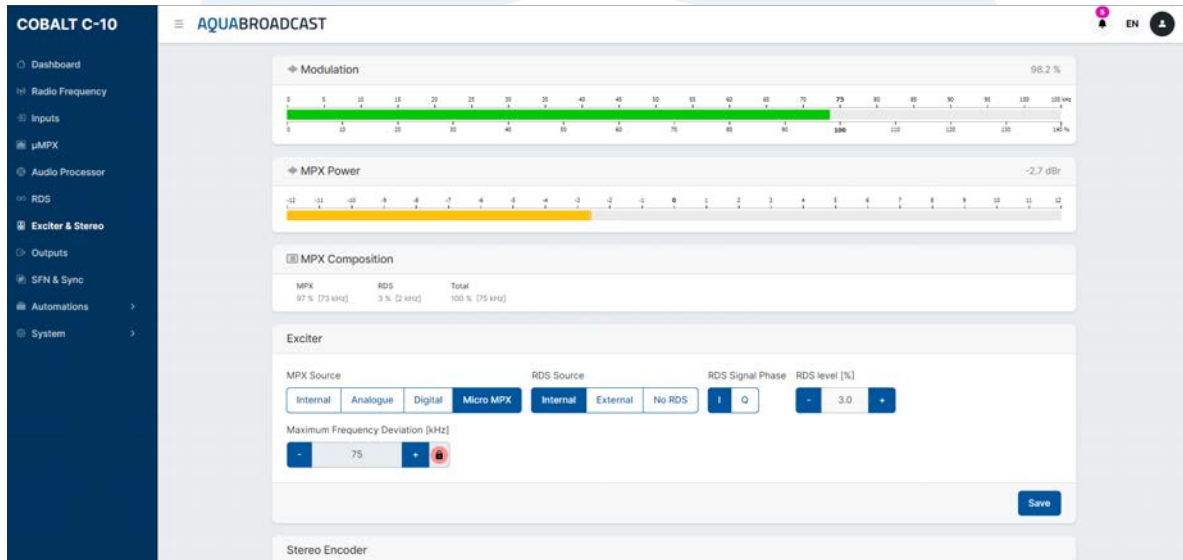 COBALT C-10
AQUABROADCAST
5
EN
Dashboard
Radio Frequency
Inputs
µMPX
Audio Processor
RDS
Exciter & Stereo
Outputs
SFN & Sync
Automations
System
Modulation 98.2 %
0 5 10 15 20 25 30 35 40 45 50 55 60 65 70 75 80 85 90 95 100 105 kHz
0 10 20 30 40 50 60 70 80 90 100 110 120 130 140 %
MPX Power -2.7 dBr
-12 -11 -10 -9 -8 -7 -6 -5 -4 -3 -2 -1 0 1 2 3 4 5 6 7 8 9 10 11 12
MPX Composition
MPX RDS Total
97 % [73 kHz] 3 % [2 kHz] 100 % [75 kHz]
Exciter
MPX Source RDS Source RDS Signal Phase RDS level [%]
Internal Analogue Digital Micro MPX Internal External No RDS I Q - 3.0 +
Maximum Frequency Deviation [kHz]
- 75 +
Save
Stereo Encoder